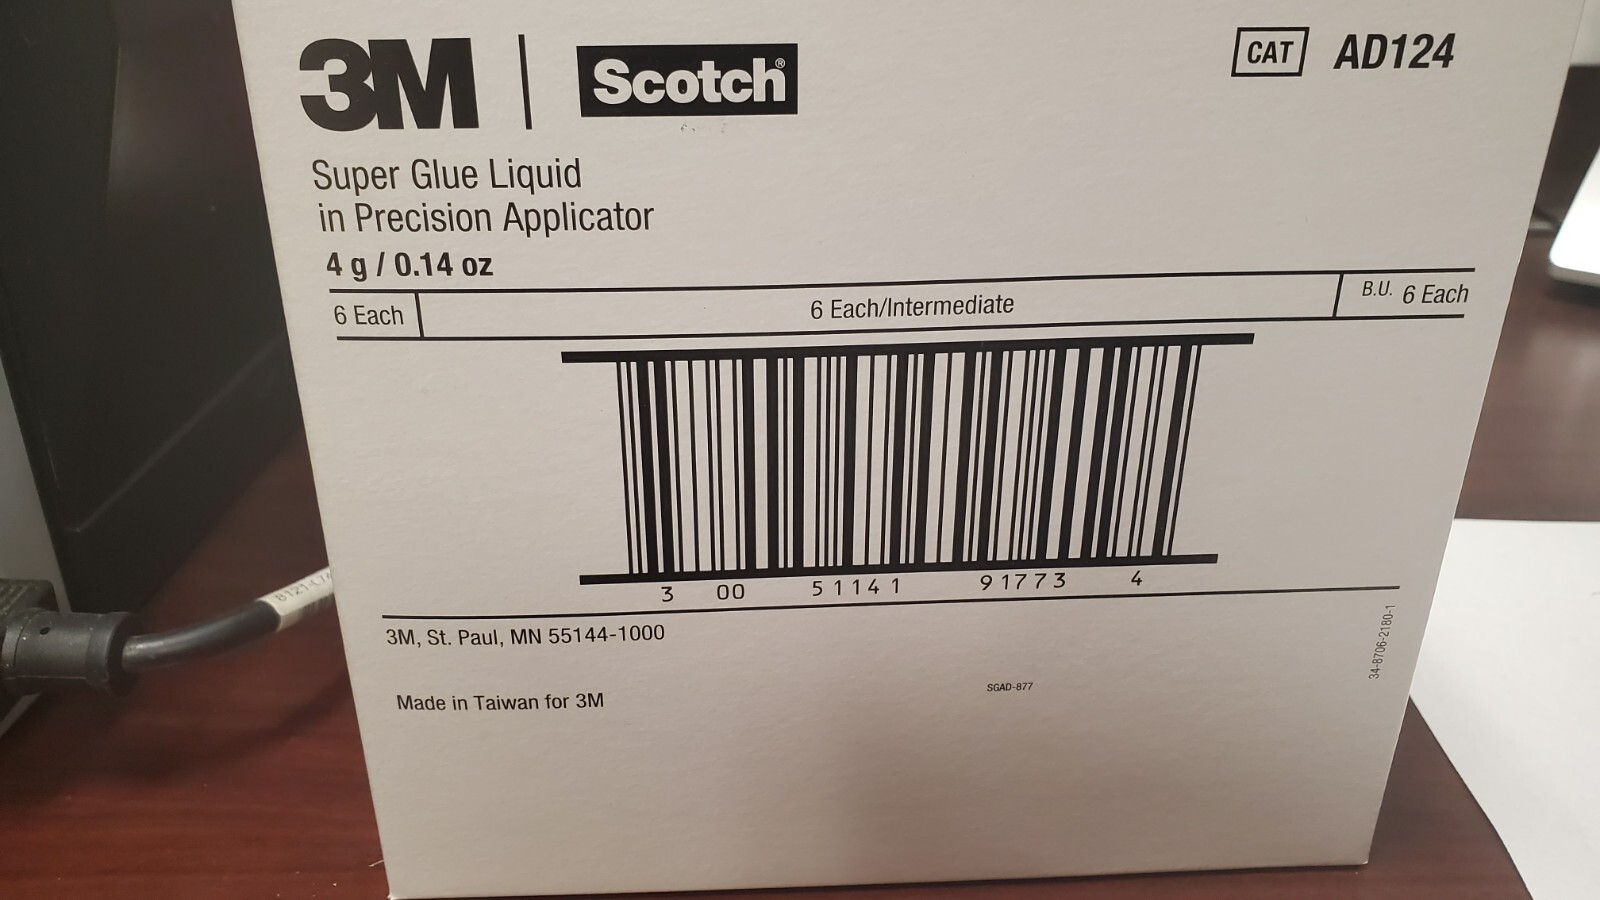 3M | Scotch®
CAT AD124
Super Glue Liquid
in Precision Applicator
4 g / 0.14 oz
6 Each
6 Each/Intermediate
B.U. 6 Each
3 00 51141 91773 4
3M, St. Paul, MN 55144-1000
34-8706-2180-1
Made in Taiwan for 3M
SGAD-877